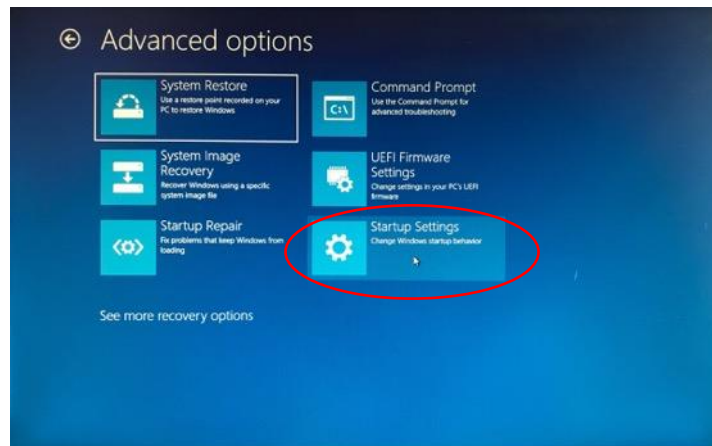 Advanced options
System Restore
Use a restore point recorded on your
PC to restore Windows
Command Prompt
Use the Command Prompt for
advanced troubleshooting
C:\
System Image
Recovery
Recover Windows using a specific
system image file
UEFI Firmware
Settings
Change settings in your PC's UEFI
firmware
Startup Repair
Fix problems that keep Windows from
loading
Startup Settings
Change Windows startup behavior
See more recovery options